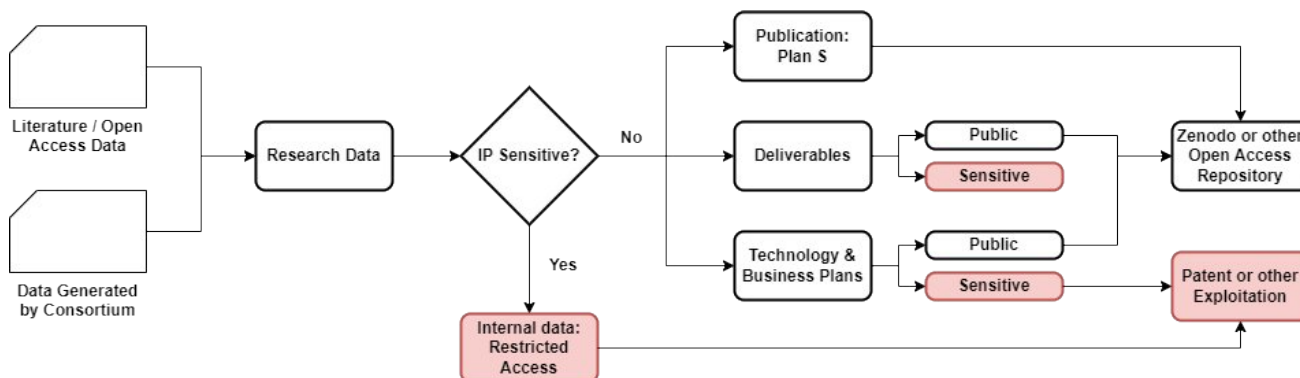 Literature / Open
Access Data
Data Generated
by Consortium
Research Data
IP Sensitive?
No
Yes
Internal data:
Restricted
Access
Publication:
Plan S
Deliverables
Public
Sensitive
Technology &
Business Plans
Public
Sensitive
Zenodo or other
Open Access
Repository
Patent or other
Exploitation